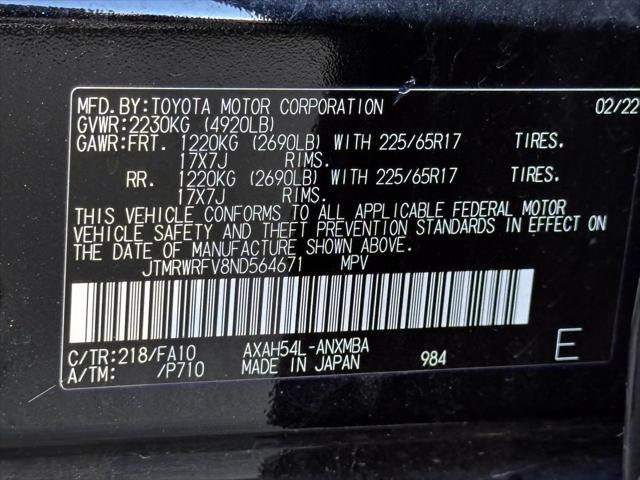 MFD.BY:TOYOTA MOTOR CORPORATION 02/22
GVWR:2230KG (4920LB)
GAWR:FRT. 1220KG (2690LB) WITH 225/65R17 TIRES.
17X7J RIMS.
RR. 1220KG (2690LB) WITH 225/65R17 TIRES.
17X7J RIMS.
THIS VEHICLE CONFORMS TO ALL APPLICABLE FEDERAL MOTOR
VEHICLE SAFETY AND THEFT PREVENTION STANDARDS IN EFFECT ON
THE DATE OF MANUFACTURE SHOWN ABOVE.
JTMRWRFV8ND564671 MPV
C/TR:218/FA10 AXAH54L-ANXMBA
A/TM: /P710 MADE IN JAPAN 984 E